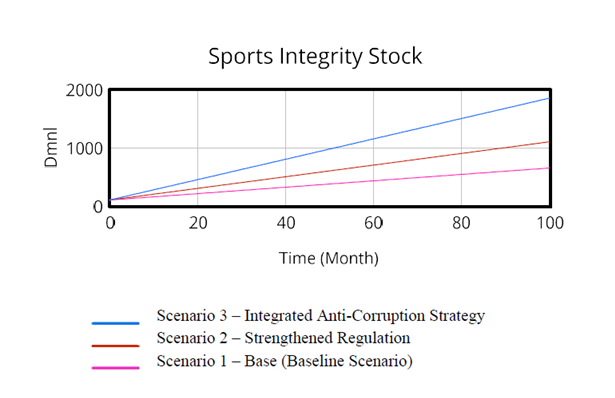 Sports Integrity Stock
2000
1000
0
Dmnl
0 20 40 60 80 100
Time (Month)
Scenario 3 – Integrated Anti-Corruption Strategy
Scenario 2 – Strengthened Regulation
Scenario 1 – Base (Baseline Scenario)